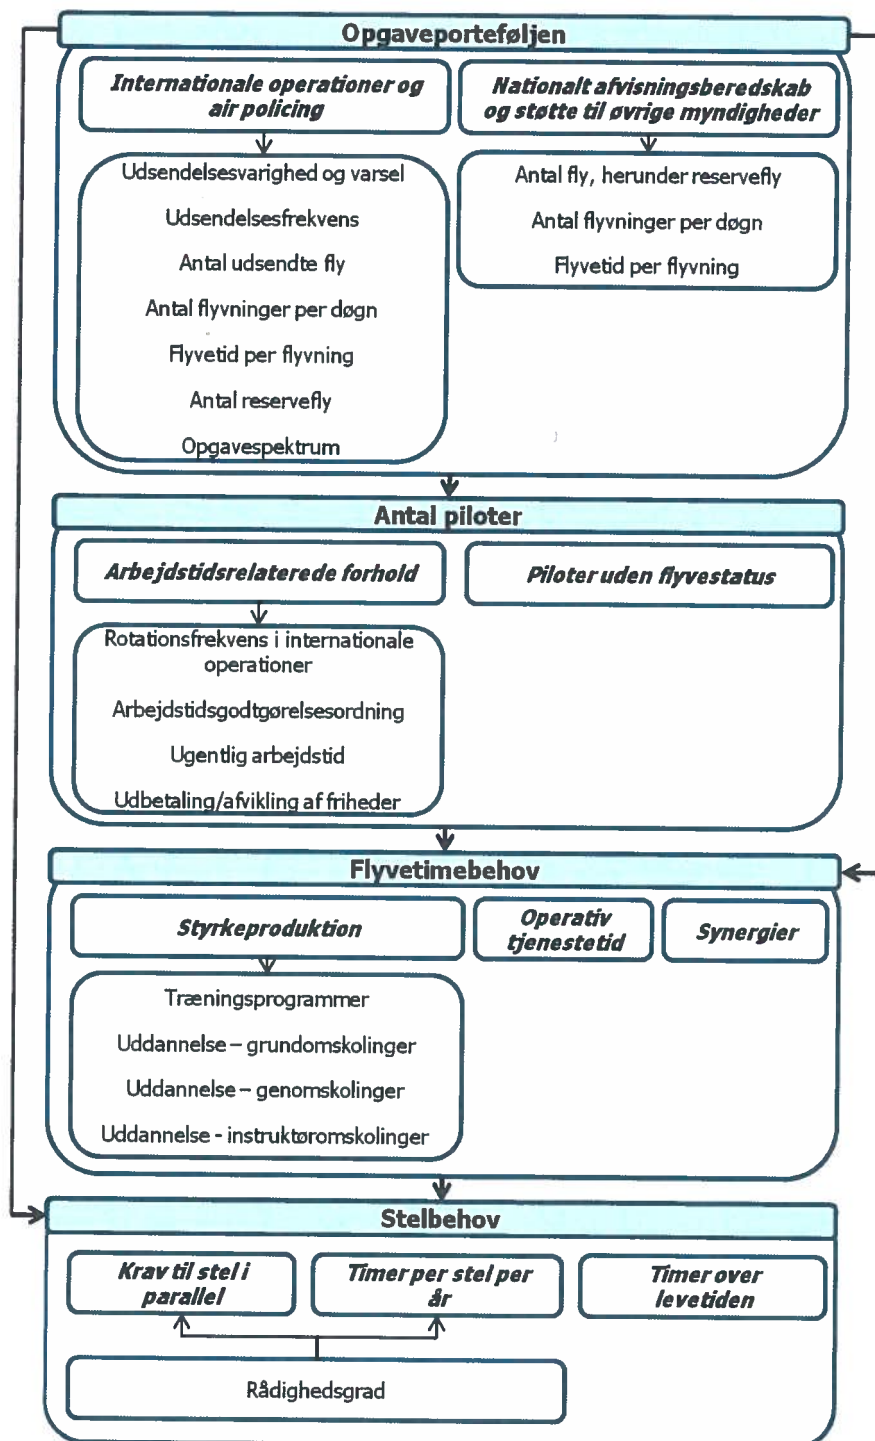 Opgaveporteføljen
Internationale operationer og
air policing
Udsendelsesvarighed og varsel
Udsendelsesfrekvens
Antal udsendte fly
Antal flyvninger per døgn
Flyvetid per flyvning
Antal reservefly
Opgavespektrum
Nationalt afvisningsberedskab
og støtte til øvrige myndigheder
Antal fly, herunder reservefly
Antal flyvninger per døgn
Flyvetid per flyvning
Antal piloter
Arbejdstidsrelaterede forhold
Rotationsfrekvens i internationale
operationer
Arbejdstidsgodtgørelsesordning
Ugentlig arbejdstid
Udbetaling/afvikling af friheder
Piloter uden flyvestatus
Flyvetimebehov
Styrkeproduktion
Træningsprogrammer
Uddannelse – grundomskolinger
Uddannelse – genomskolinger
Uddannelse - instruktøromskolinger
Operativ
tjenestetid
Synergier
Stelbehov
Krav til stel i
parallel
Timer per stel per
år
Timer over
levetiden
Rådighedsgrad